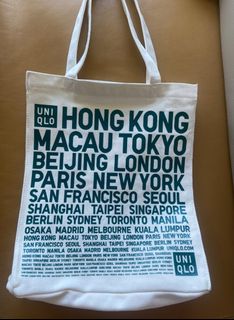 UNI
QLO
HONG KONG
MACAU TOKYO
BEIJING LONDON
PARIS NEW YORK
SAN FRANCISCO SEOUL
SHANGHAI TAIPEI SINGAPORE
BERLIN SYDNEY TORONTO MANILA
OSAKA MADRID MELBOURNE KUALA LUMPUR
HONG KONG MACAU TOKYO BEIJING LONDON PARIS NEW YORK
SAN FRANCISCO SEOUL SHANGHAI TAIPEI SINGAPORE BERLIN SYDNEY
TORONTO MANILA OSAKA MADRID MELBOURNE KUALA LUMPUR UNIQLO.COM
UNI
QLO